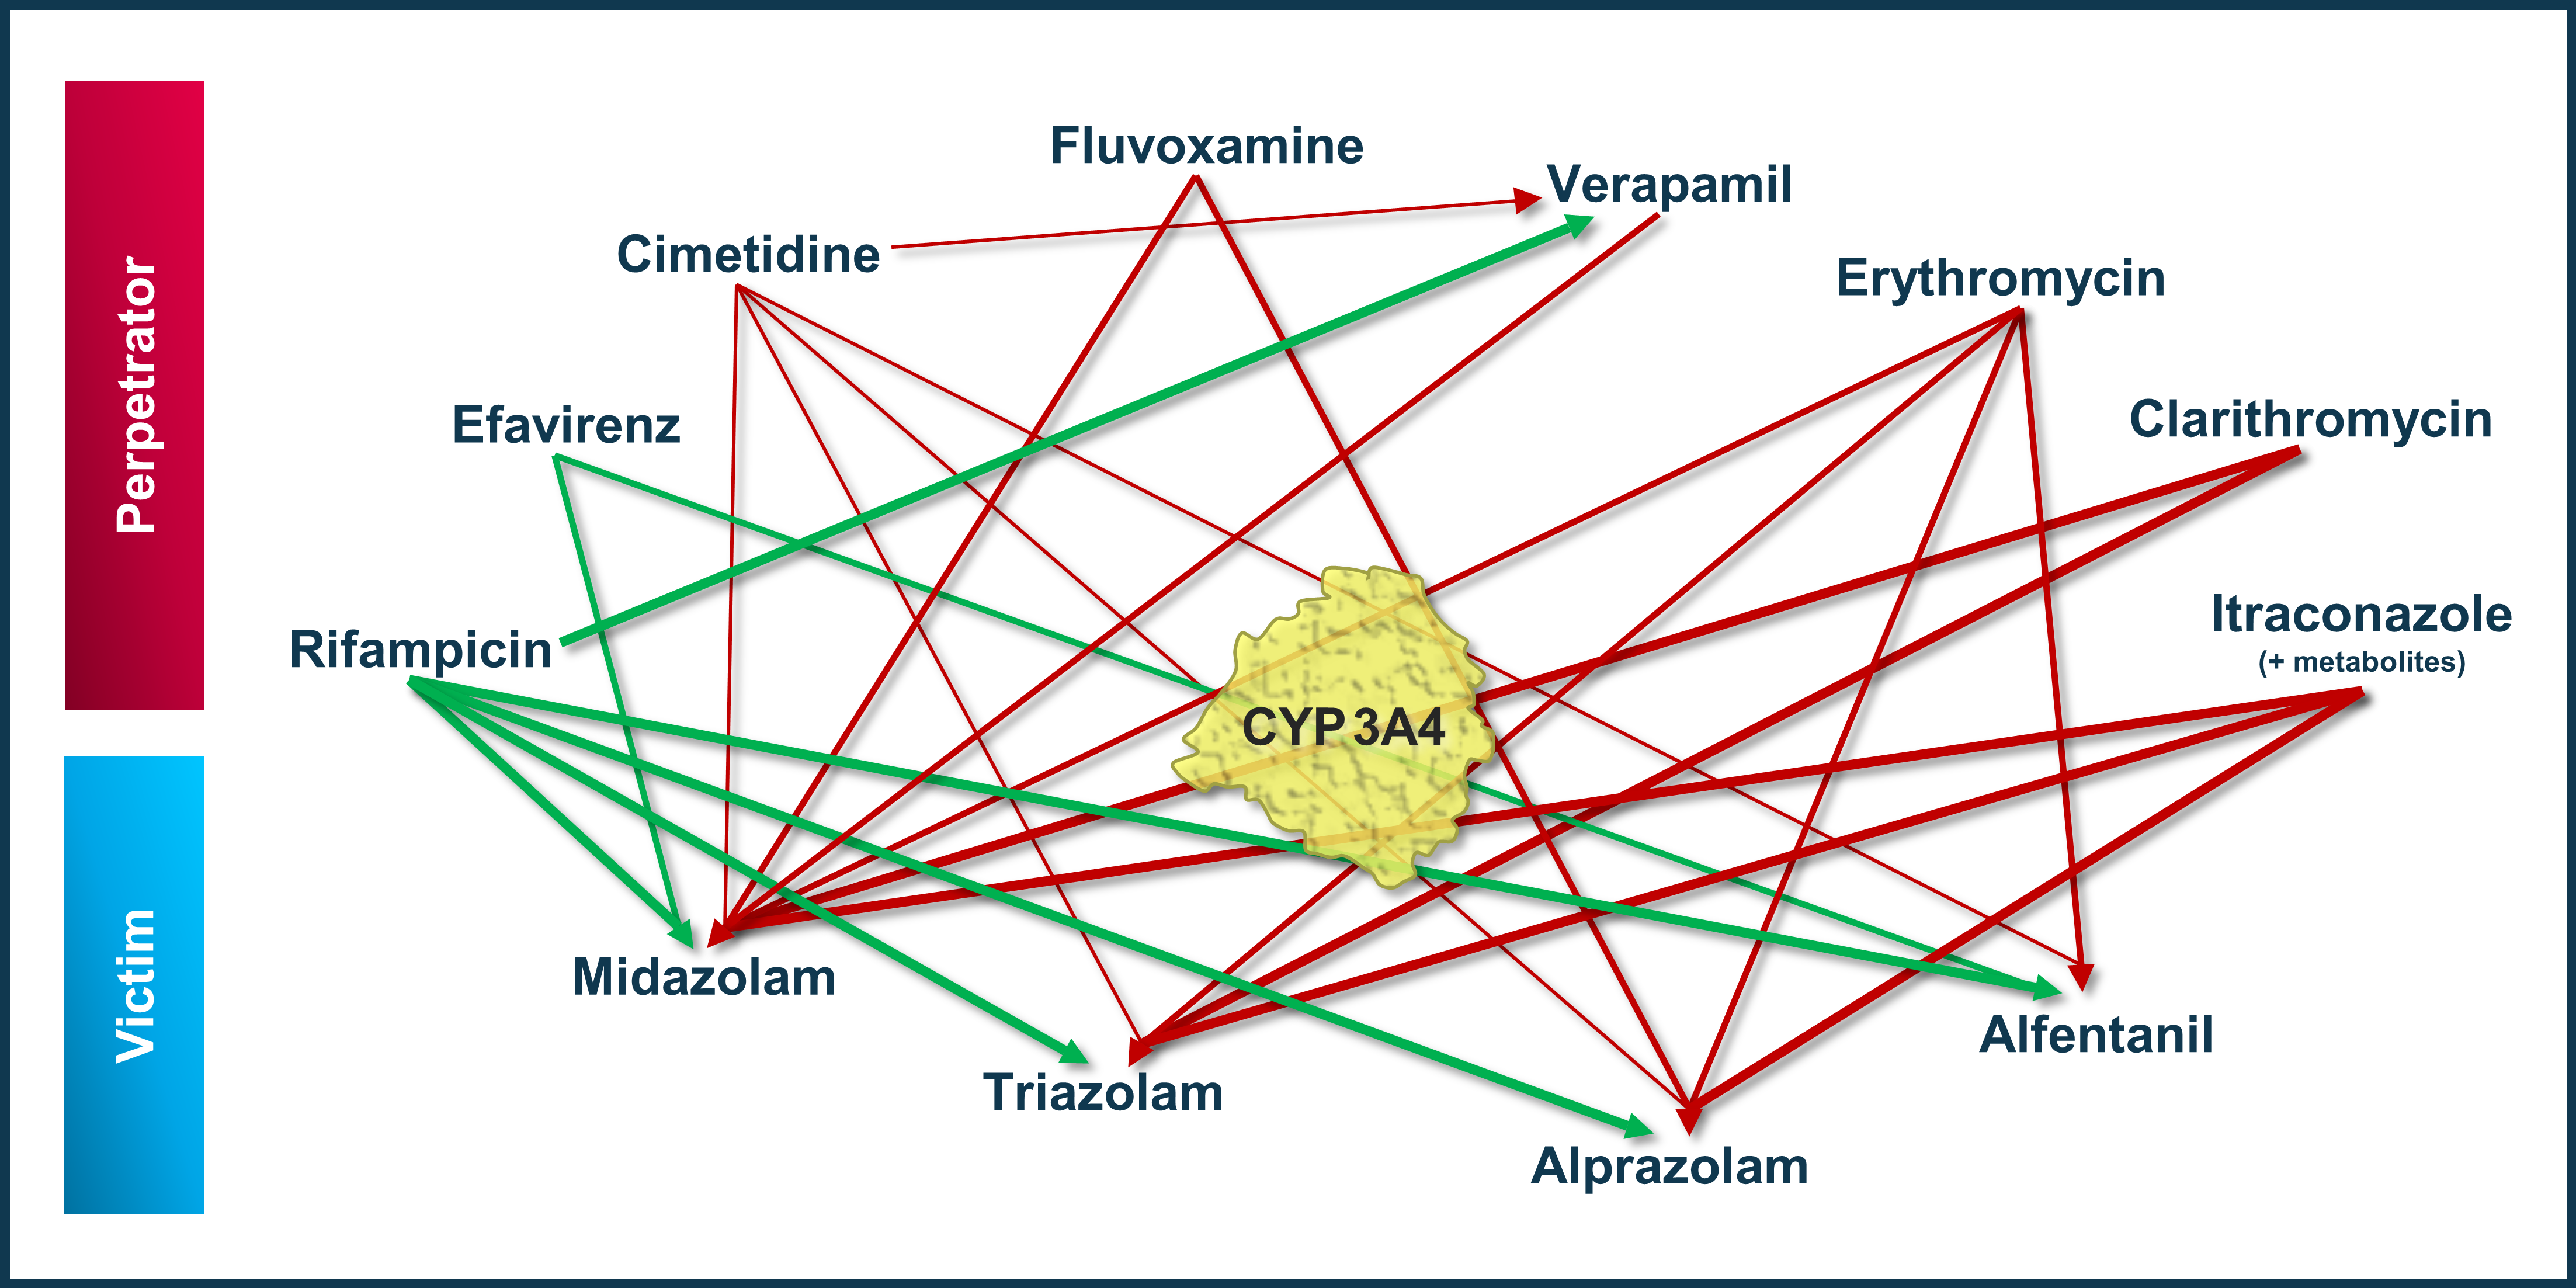 Perpetrator
Victim
Fluvoxamine
Verapamil
Cimetidine
Erythromycin
Efavirenz
Clarithromycin
Rifampicin
Itraconazole
(+ metabolites)
CYP 3A4
Midazolam
Triazolam
Alfentanil
Alprazolam